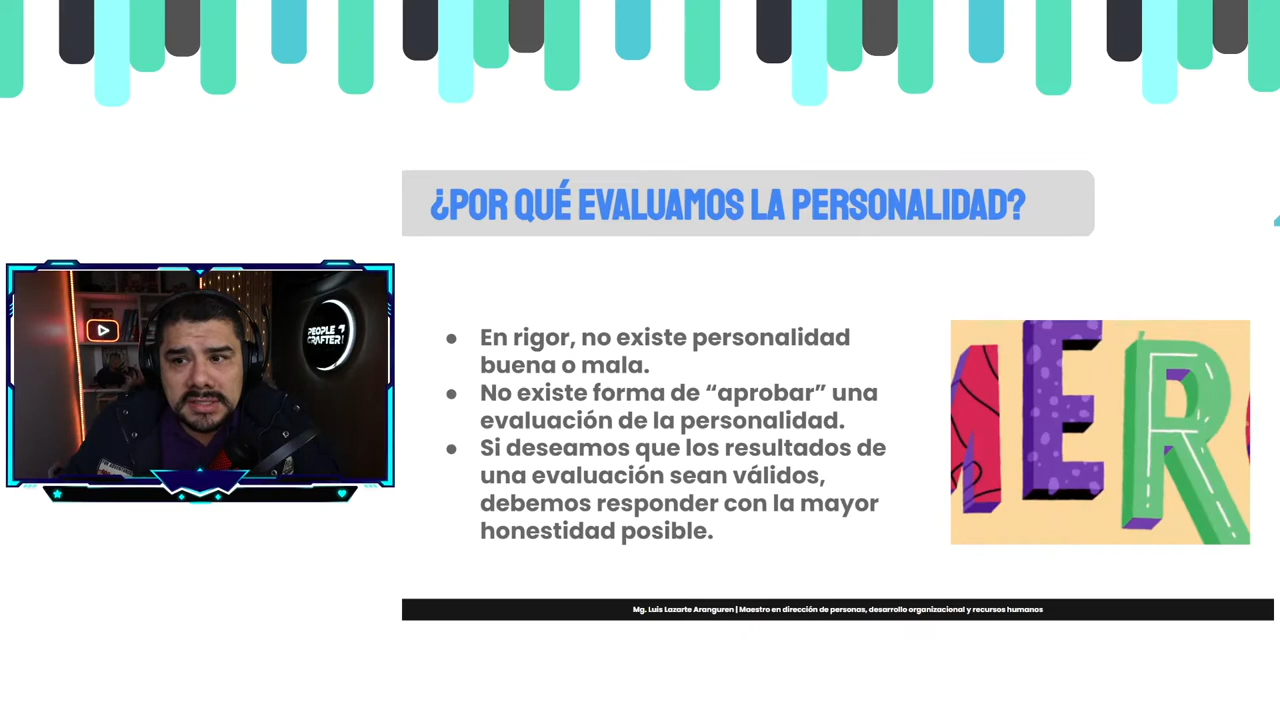 ¿POR QUÉ EVALUAMOS LA PERSONALIDAD?
PEOPLE
CRAFTER
● En rigor, no existe personalidad
buena o mala.
● No existe forma de “aprobar” una
evaluación de la personalidad.
● Si deseamos que los resultados de
una evaluación sean válidos,
debemos responder con la mayor
honestidad posible.
MER
Mg. Luis Lazarte Aranguren | Maestro en dirección de personas, desarrollo organizacional y recursos humanos